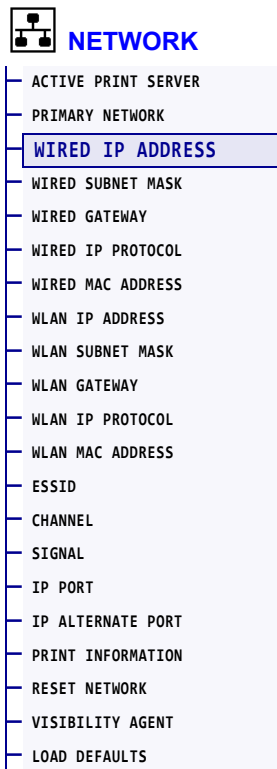 NETWORK
ACTIVE PRINT SERVER
PRIMARY NETWORK
WIRED IP ADDRESS
WIRED SUBNET MASK
WIRED GATEWAY
WIRED IP PROTOCOL
WIRED MAC ADDRESS
WLAN IP ADDRESS
WLAN SUBNET MASK
WLAN GATEWAY
WLAN IP PROTOCOL
WLAN MAC ADDRESS
ESSID
CHANNEL
SIGNAL
IP PORT
IP ALTERNATE PORT
PRINT INFORMATION
RESET NETWORK
VISIBILITY AGENT
LOAD DEFAULTS